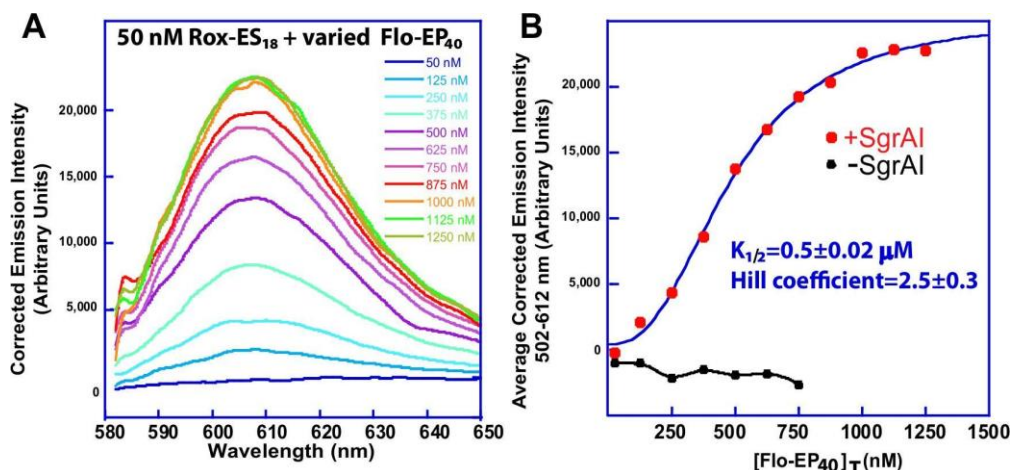 A
50 nM Rox-ES18 + varied Flo-EP40
50 nM
125 nM
250 nM
375 nM
500 nM
625 nM
750 nM
875 nM
1000 nM
1125 nM
1250 nM
Corrected Emission Intensity
(Arbitrary Units)
20,000
15,000
10,000
5,000
0
580 590 600 610 620 630 640 650
Wavelength (nm)
B
Average Corrected Emission Intensity
502-612 nm (Arbitrary Units)
20,000
15,000
10,000
5,000
0
+SgrAI
-SgrAI
K1/2=0.5±0.02 µM
Hill coefficient=2.5±0.3
250 500 750 1000 1250 1500
[Flo-EP40]T(nM)